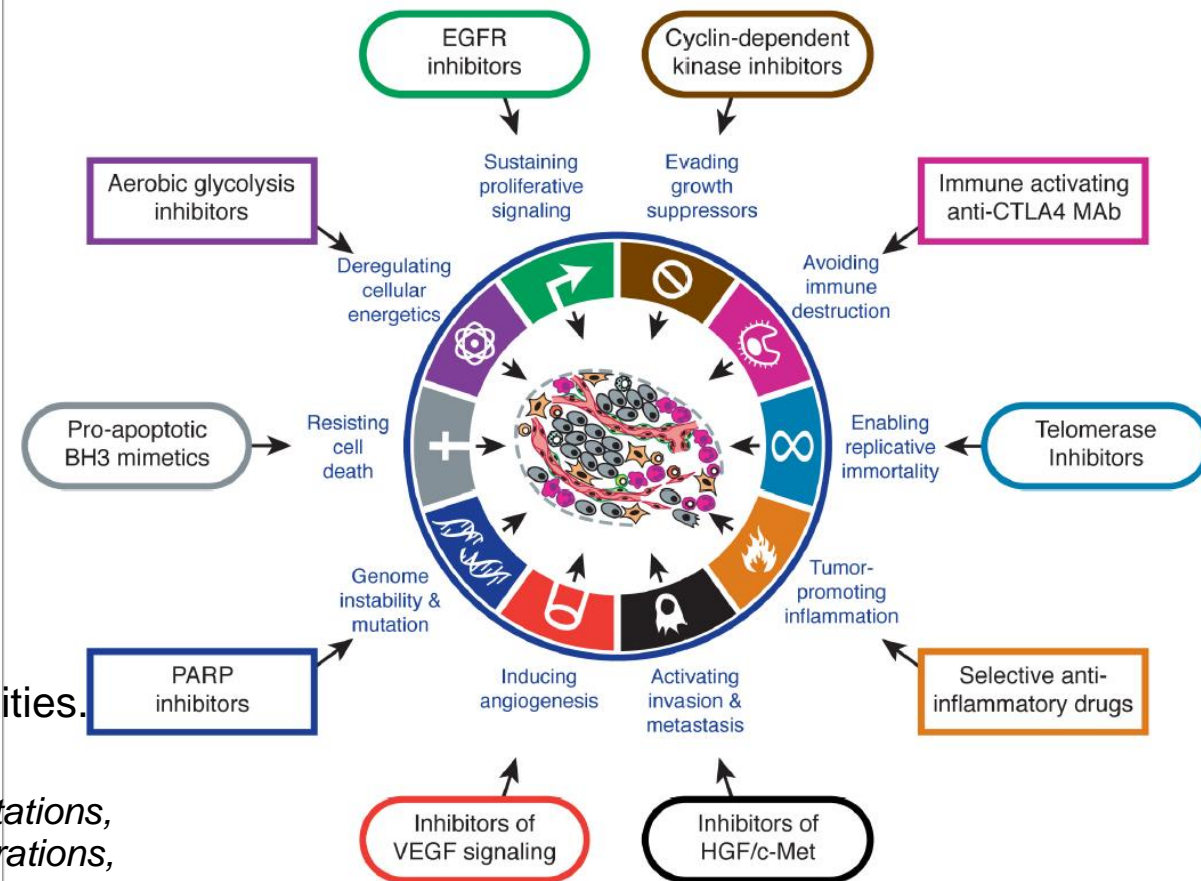 EGFR
inhibitors
Cyclin-dependent
kinase inhibitors
Sustaining
proliferative
signaling
Evading
growth
suppressors
Aerobic glycolysis
inhibitors
Immune activating
anti-CTLA4 MAb
Deregulating
cellular
energetics
Avoiding
immune
destruction
Pro-apoptotic
BH3 mimetics
Resisting
cell
death
Enabling
replicative
immortality
Telomerase
Inhibitors
Genome
instability &
mutation
Tumor-
promoting
inflammation
PARP
inhibitors
Inducing
angiogenesis
Activating
invasion &
metastasis
Selective anti-
inflammatory drugs
ities.
Inhibitors of
VEGF signaling
Inhibitors of
HGF/c-Met
tations,
rations,